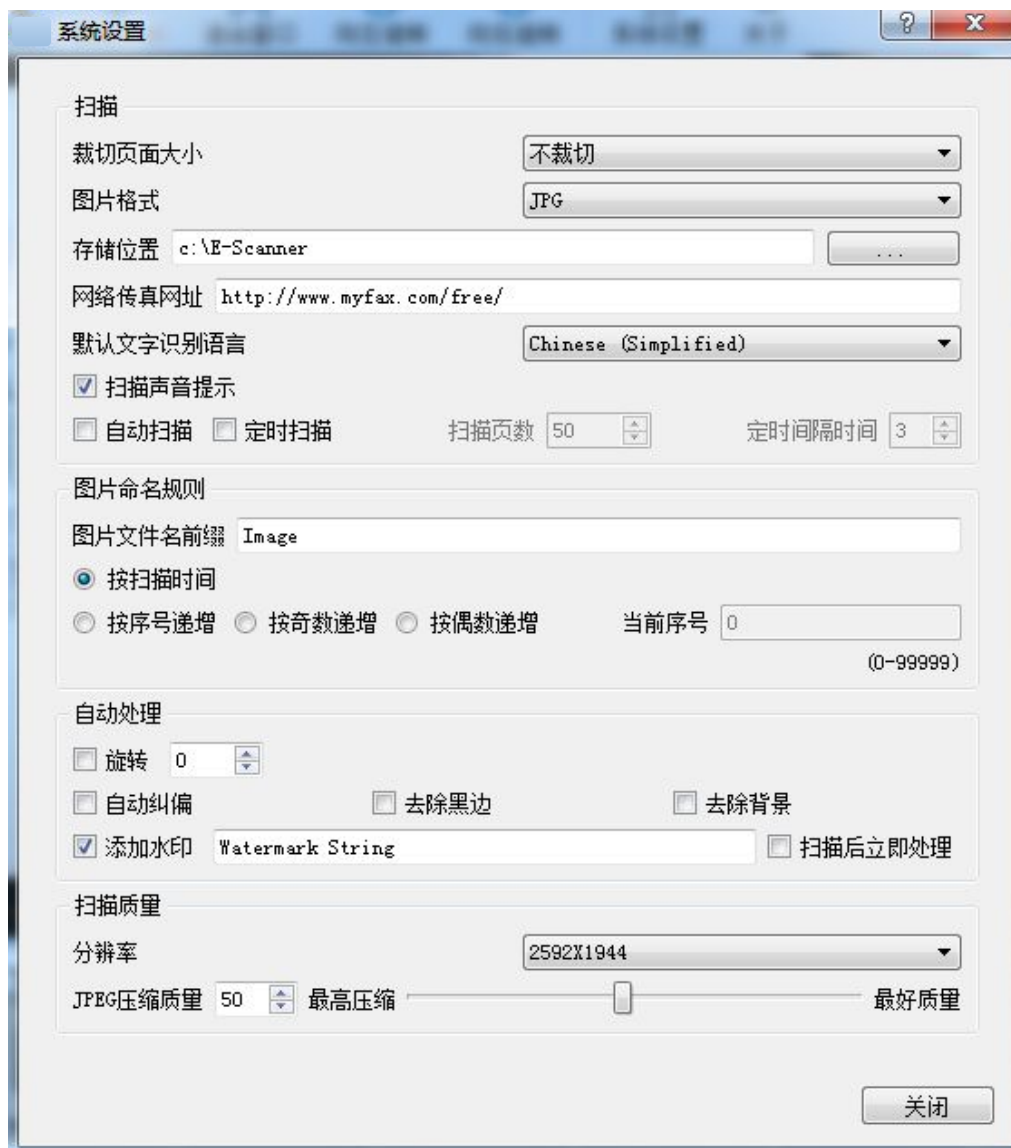 系统设置
扫描
裁切页面大小 不裁切
图片格式 JPG
存储位置 c:\E-Scanner ...
网络传真网址 http://www.myfax.com/free/
默认文字识别语言 Chinese (Simplified)
扫描声音提示
自动扫描 定时扫描 扫描页数 50 定时间隔时间 3
图片命名规则
图片文件名前缀 Image
按扫描时间
按序号递增 按奇数递增 按偶数递增 当前序号 0
(0-99999)
自动处理
旋转 0
自动纠偏 去除黑边 去除背景
添加水印 Watermark String 扫描后立即处理
扫描质量
分辨率 2592X1944
JPEG压缩质量 50 最高压缩 最好质量
关闭